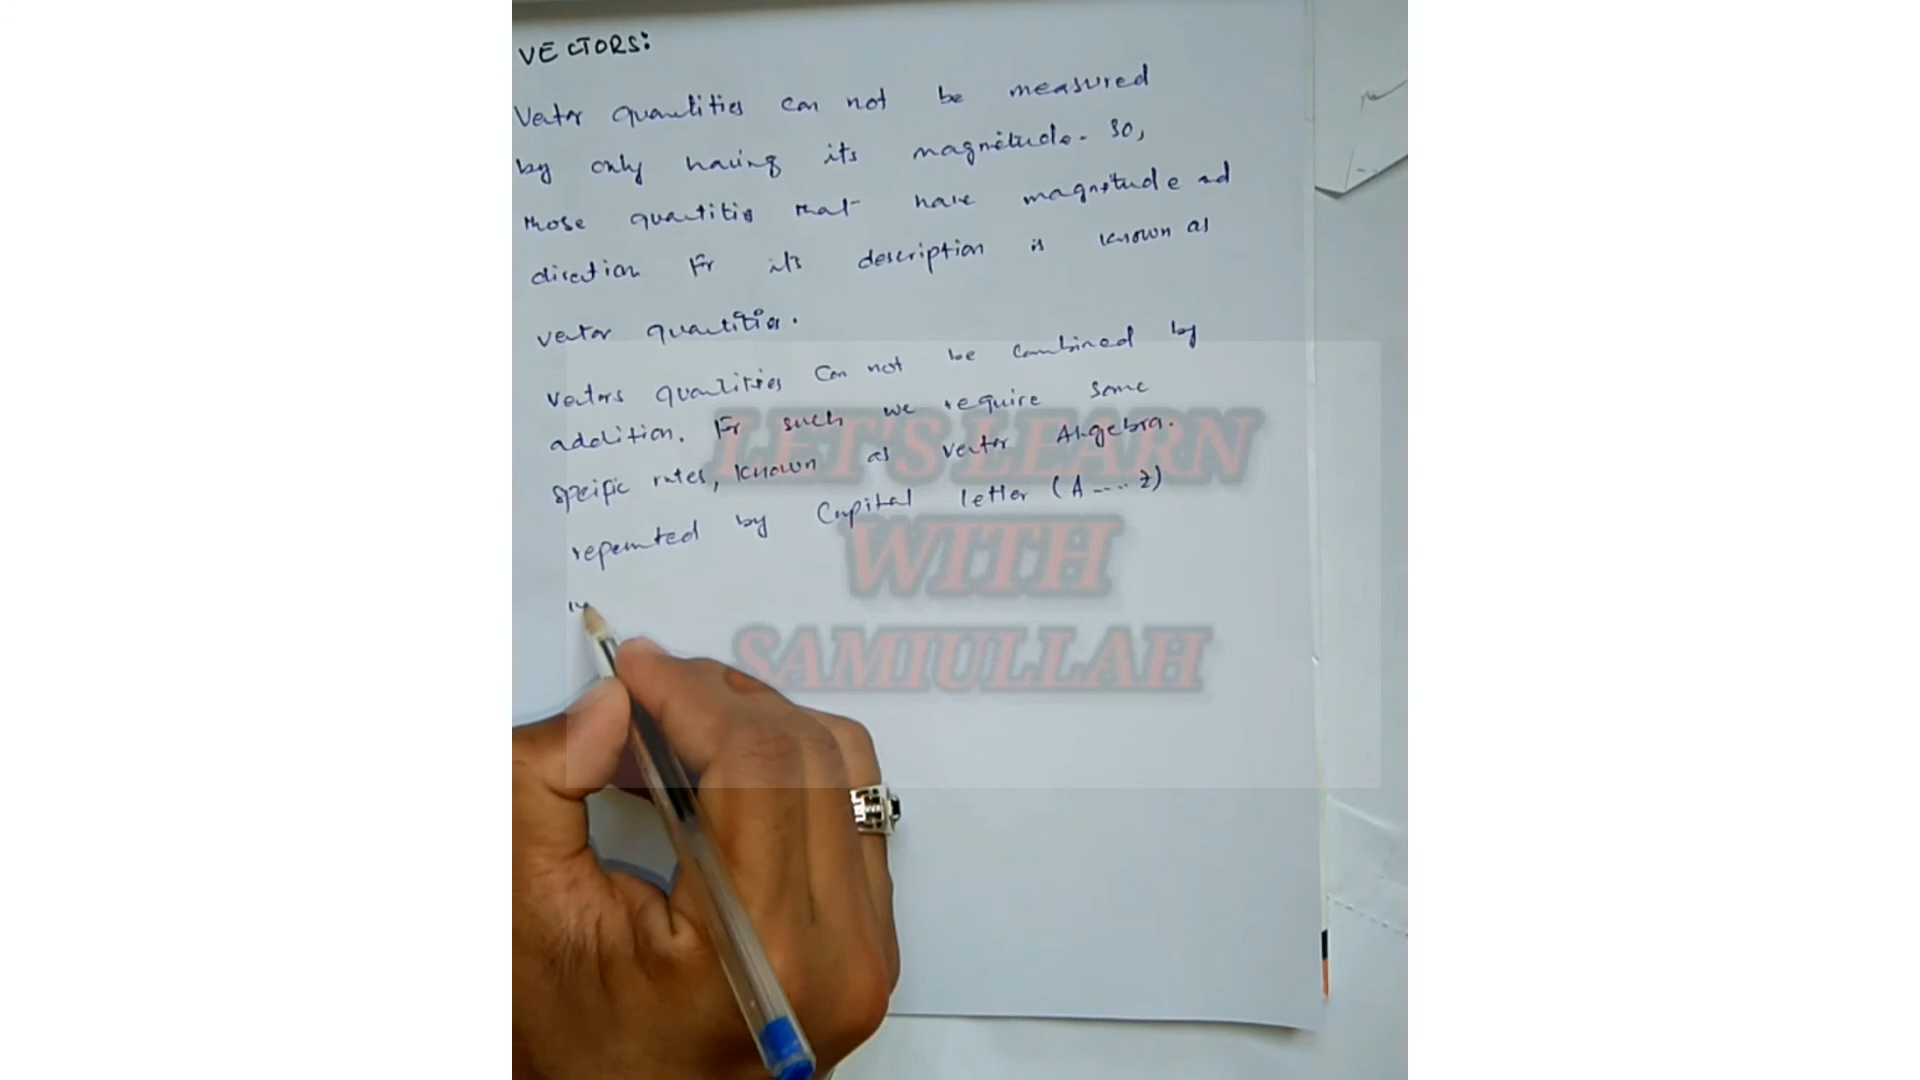 VECTORS:
Vector quantities can not be measured
by only having its magnitude. So,
those quantities that have magnitude and
direction for its description is known as
vector quantities.
Vectors quantities can not be combined by
addition. For such we require some
specific rules, known as vector Algebra.
repented by Capital letter (A .... Z)
LET'S LEARN
WITH
SAMIULLAH